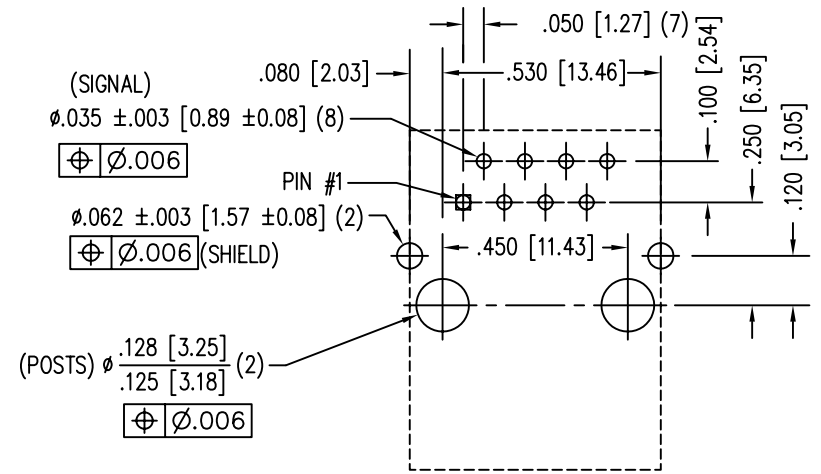 .050 [1.27] (7)
.080 [2.03]
.530 [13.46]
.100 [2.54]
.250 [6.35]
.120 [3.05]
(SIGNAL)
ø.035 ±.003 [0.89 ±0.08] (8)
⌖ Ø.006
PIN #1
ø.062 ±.003 [1.57 ±0.08] (2)
⌖ Ø.006 (SHIELD)
.450 [11.43]
(POSTS) ø .128 [3.25]
.125 [3.18] (2)
⌖ Ø.006